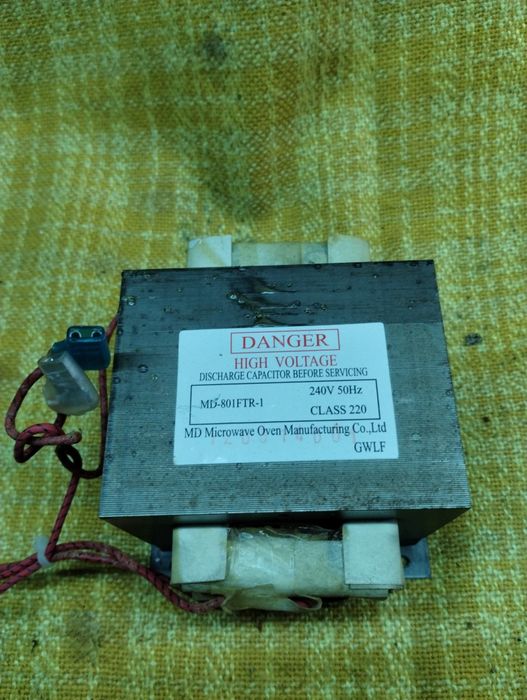 DANGER
HIGH VOLTAGE
DISCHARGE CAPACITOR BEFORE SERVICING
MD-801FTR-1
240V 50Hz
CLASS 220
MD Microwave Oven Manufacturing Co.,Ltd
GWLF